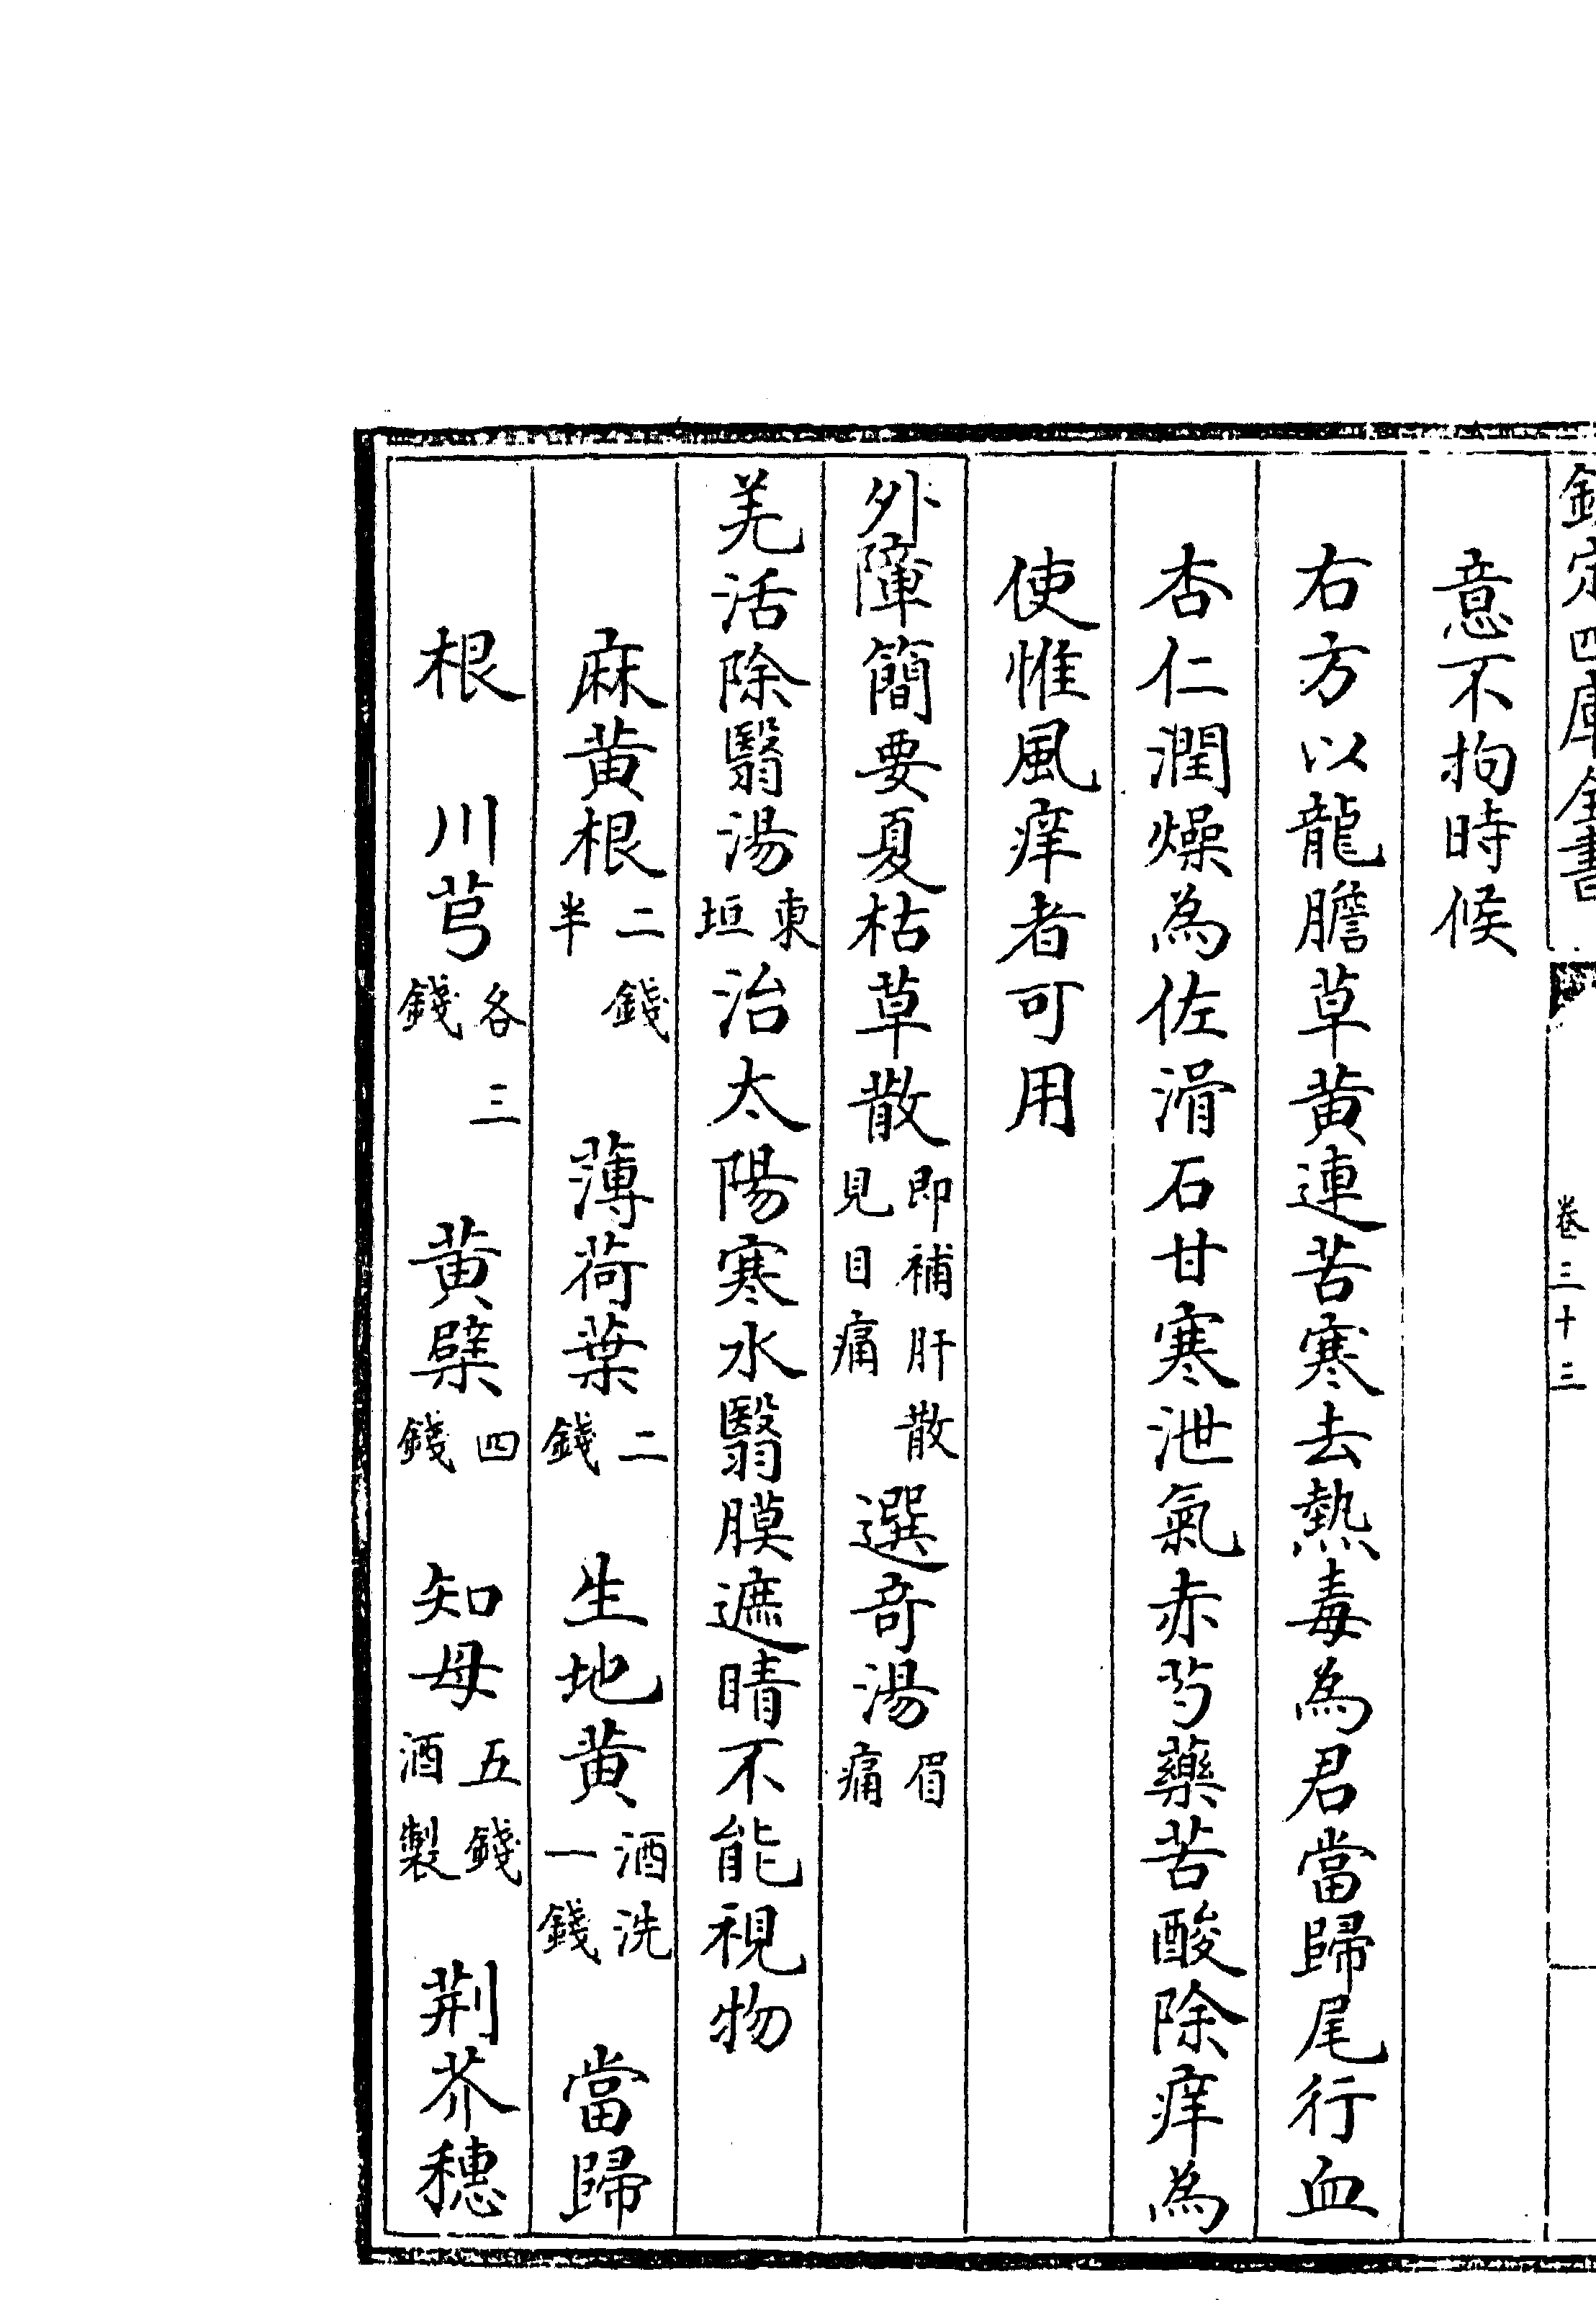 欽定四庫全書 卷三十三
意不拘時候
右方以龍膽草黄連苦寒去熱毒為君當歸尾行血
杏仁潤燥為佐滑石甘寒泄氣赤芍藥苦酸除痒為
使惟風痒者可用
外障簡要夏枯草散即補肝散見目痛選奇湯眉痛
羌活除翳湯東垣治太陽寒水翳膜遮睛不能視物
麻黄根二錢半 薄荷葉二錢 生地黄酒洗一錢 當歸
根 川芎各三錢 黄檗四錢 知母五錢酒製 荆芥穗